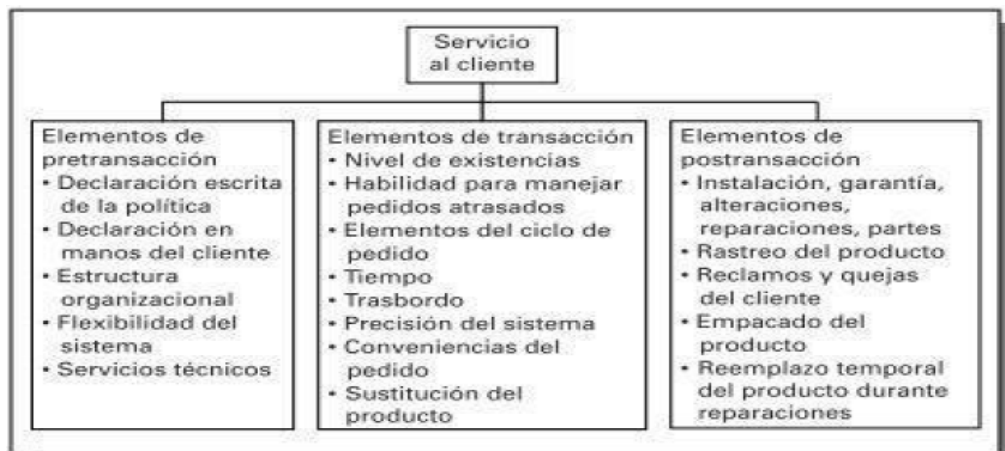 Servicio
al cliente
Elementos de
pretransacción
• Declaración escrita
de la política
• Declaración en
manos del cliente
• Estructura
organizacional
• Flexibilidad del
sistema
• Servicios técnicos
Elementos de transacción
• Nivel de existencias
• Habilidad para manejar
pedidos atrasados
• Elementos del ciclo de
pedido
• Tiempo
• Trasbordo
• Precisión del sistema
• Conveniencias del
pedido
• Sustitución del
producto
Elementos de
postransacción
• Instalación, garantía,
alteraciones,
reparaciones, partes
• Rastreo del producto
• Reclamos y quejas
del cliente
• Empacado del
producto
• Reemplazo temporal
del producto durante
reparaciones